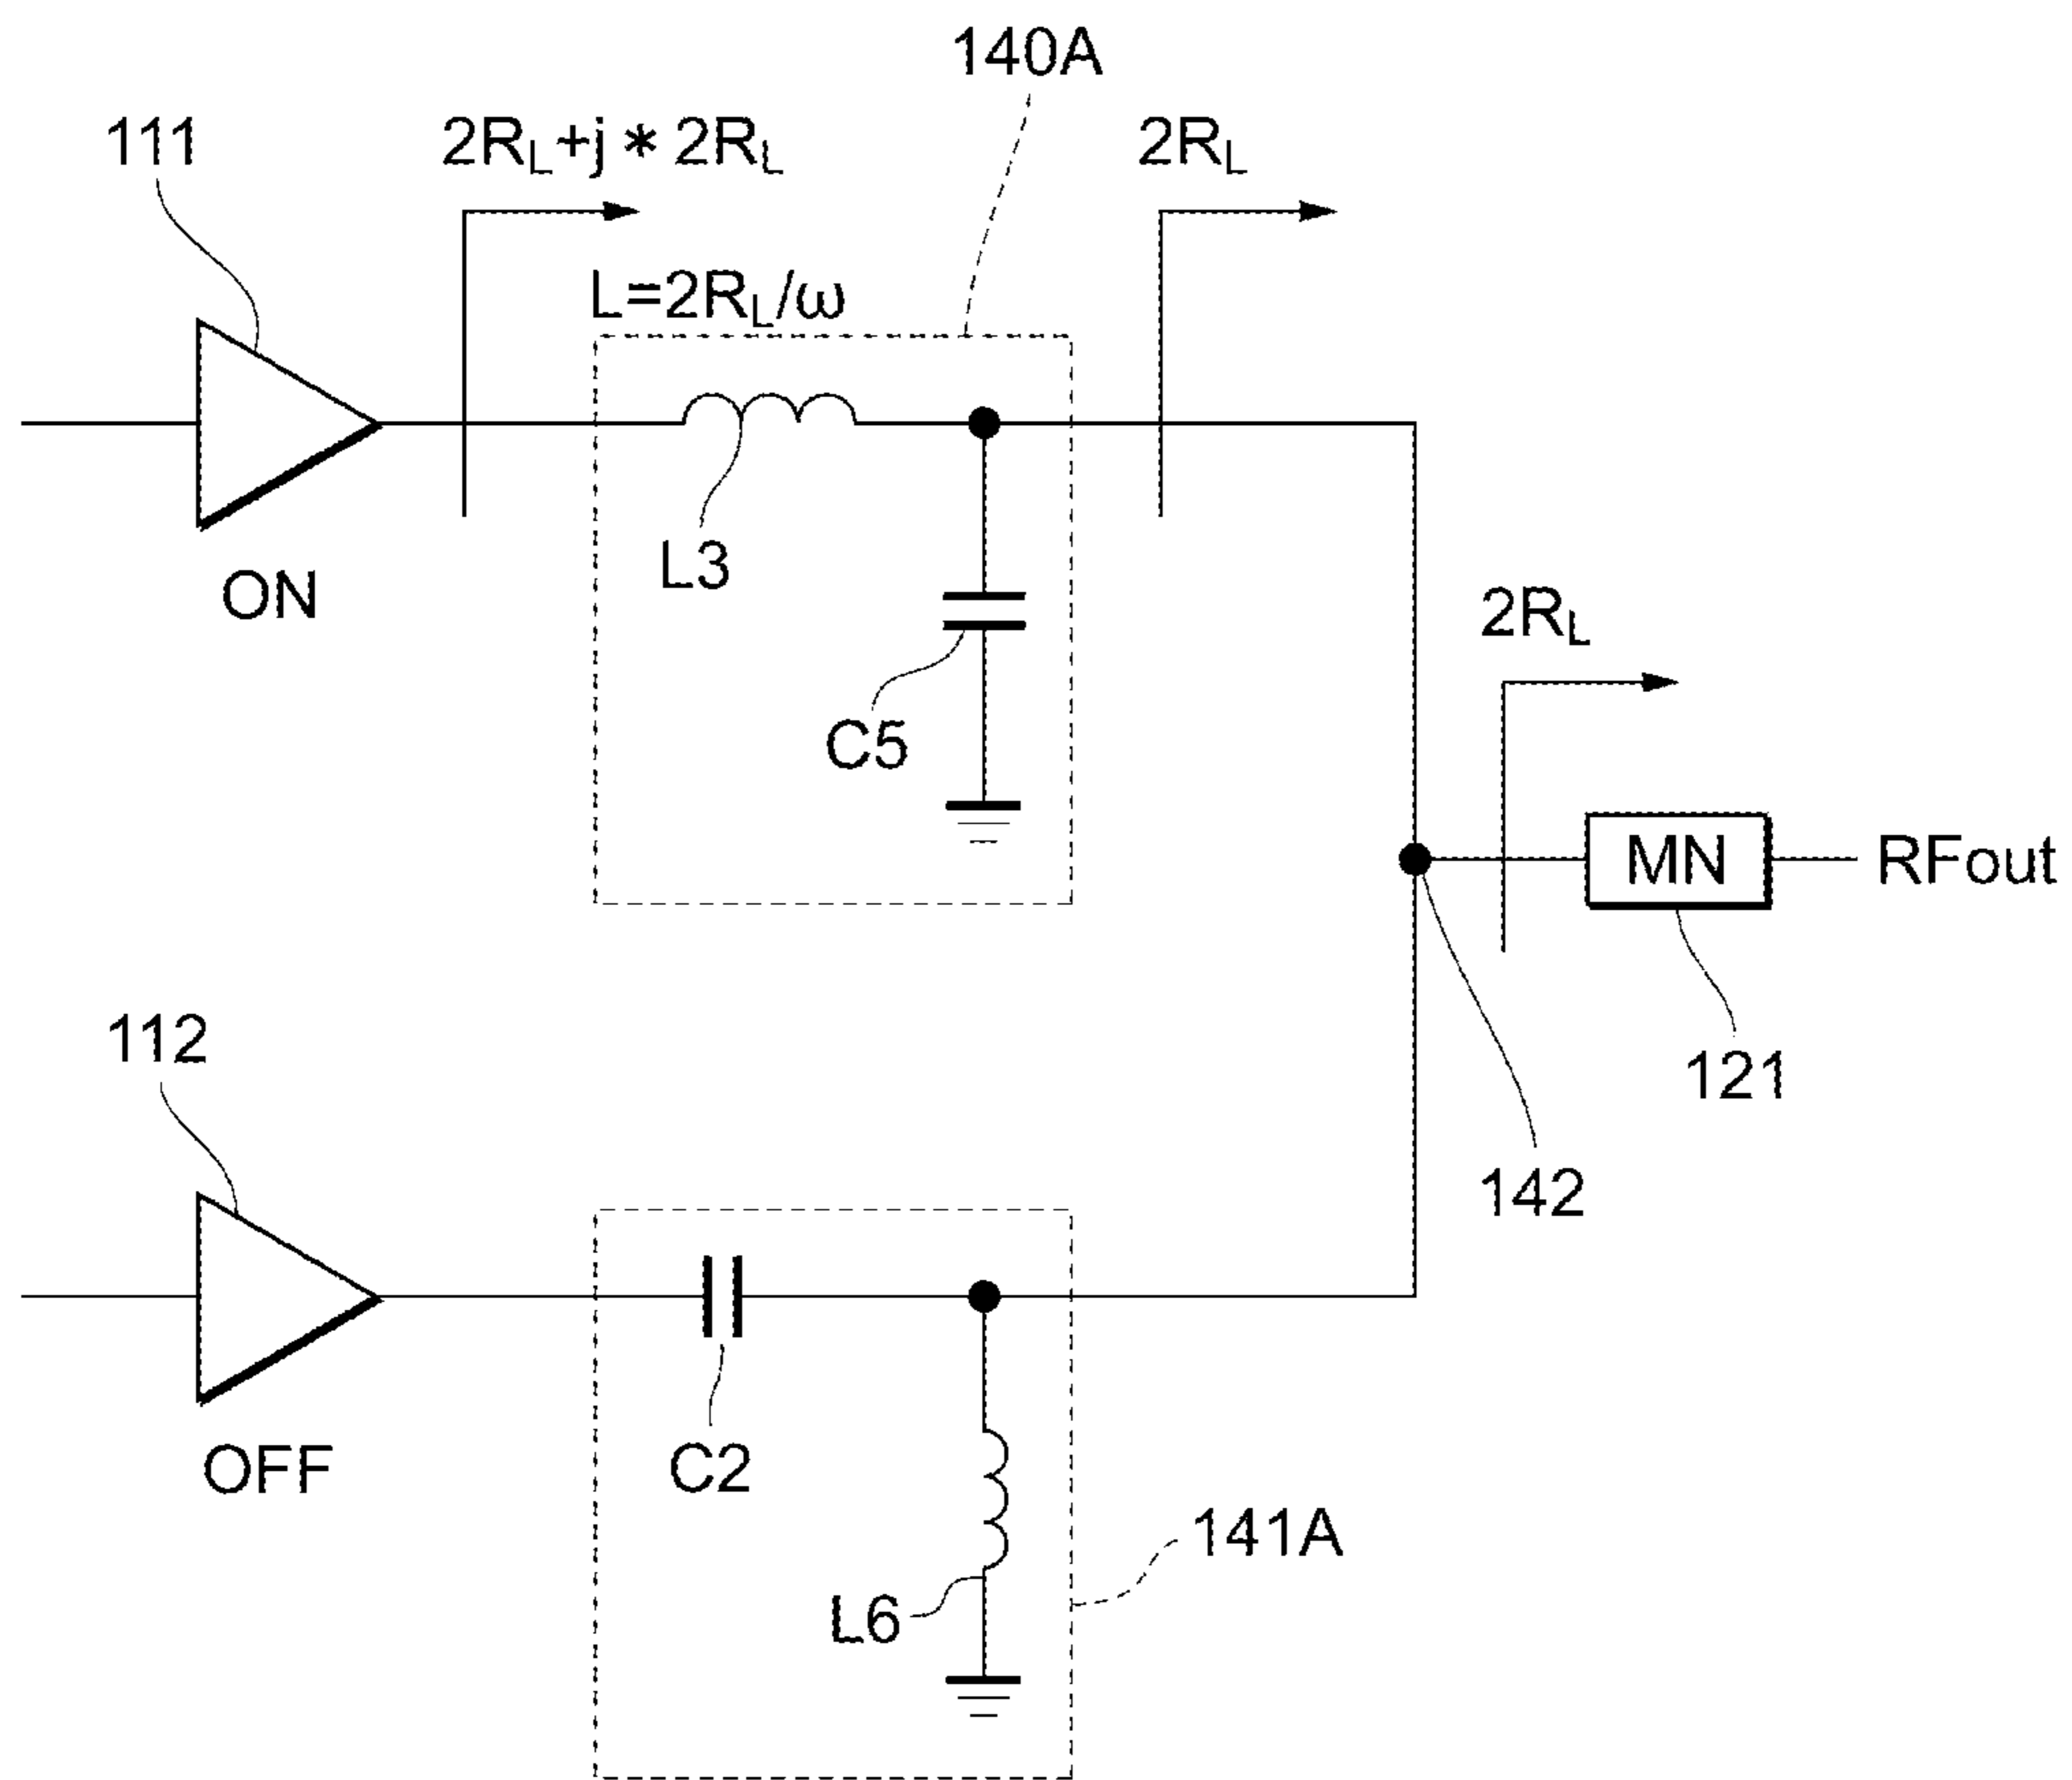 140A
111
2RL+j*2RL
2RL
L=2RL/ω
L3
ON
C5
2RL
MN
RFout
121
112
142
C2
OFF
141A
L6